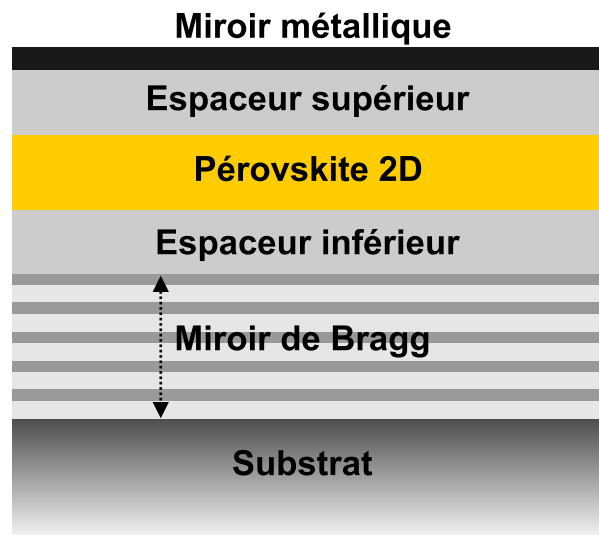 Miroir métallique
Espaceur supérieur
Pérovskite 2D
Espaceur inférieur
Miroir de Bragg
Substrat